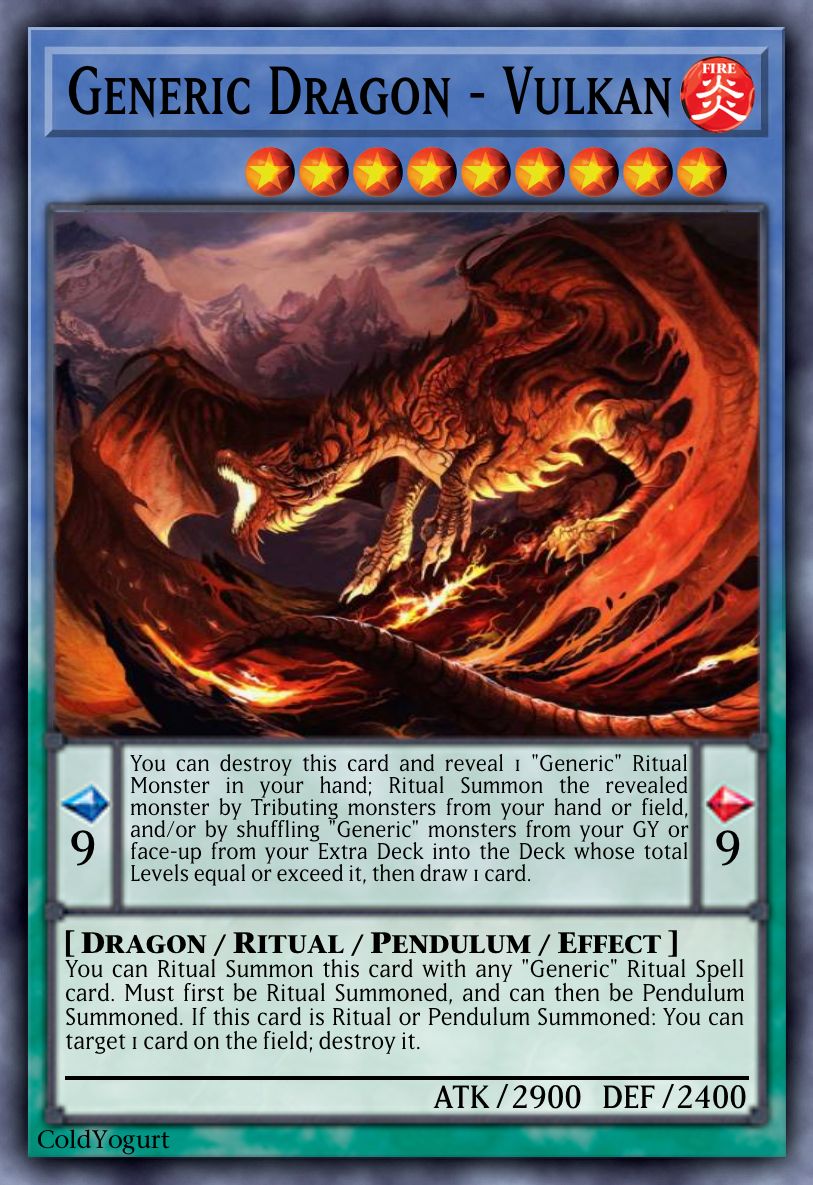 Generic Dragon - Vulkan
FIRE
炎
You can destroy this card and reveal 1 "Generic" Ritual
Monster in your hand; Ritual Summon the revealed
monster by Tributing monsters from your hand or field,
and/or by shuffling "Generic" monsters from your GY or
face-up from your Extra Deck into the Deck whose total
Levels equal or exceed it, then draw 1 card.
9
9
[ Dragon / Ritual / Pendulum / Effect ]
You can Ritual Summon this card with any "Generic" Ritual Spell
card. Must first be Ritual Summoned, and can then be Pendulum
Summoned. If this card is Ritual or Pendulum Summoned: You can
target 1 card on the field; destroy it.
ATK / 2900 DEF / 2400
ColdYogurt